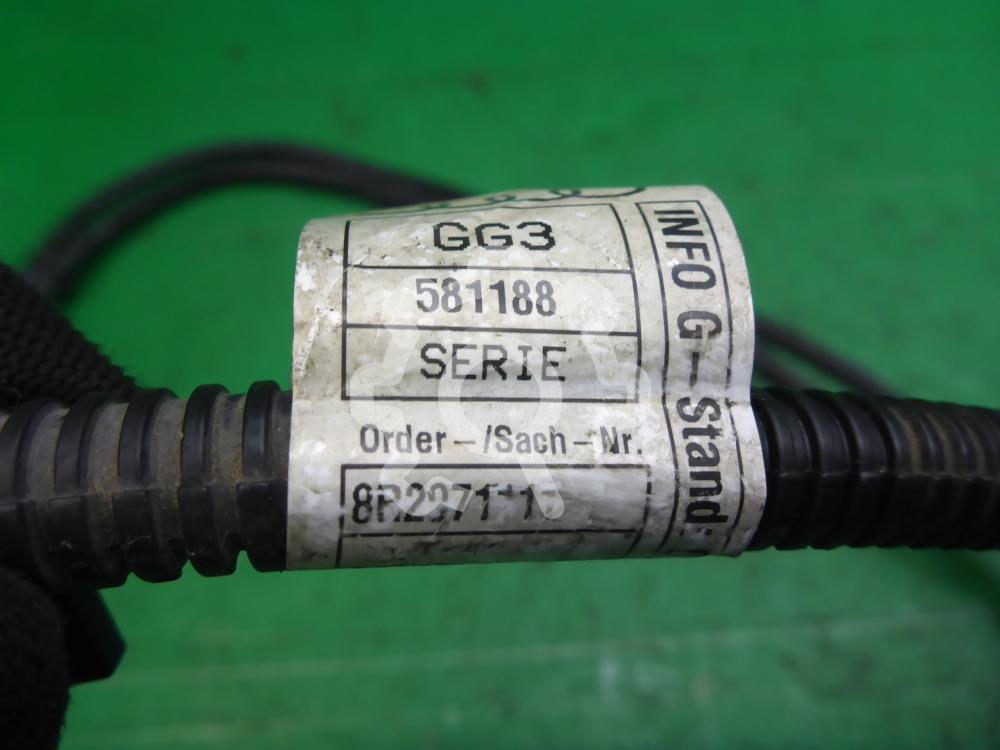 GG3
581188
SERIE
Order-/Sach-Nr.
INFO G-Stand: